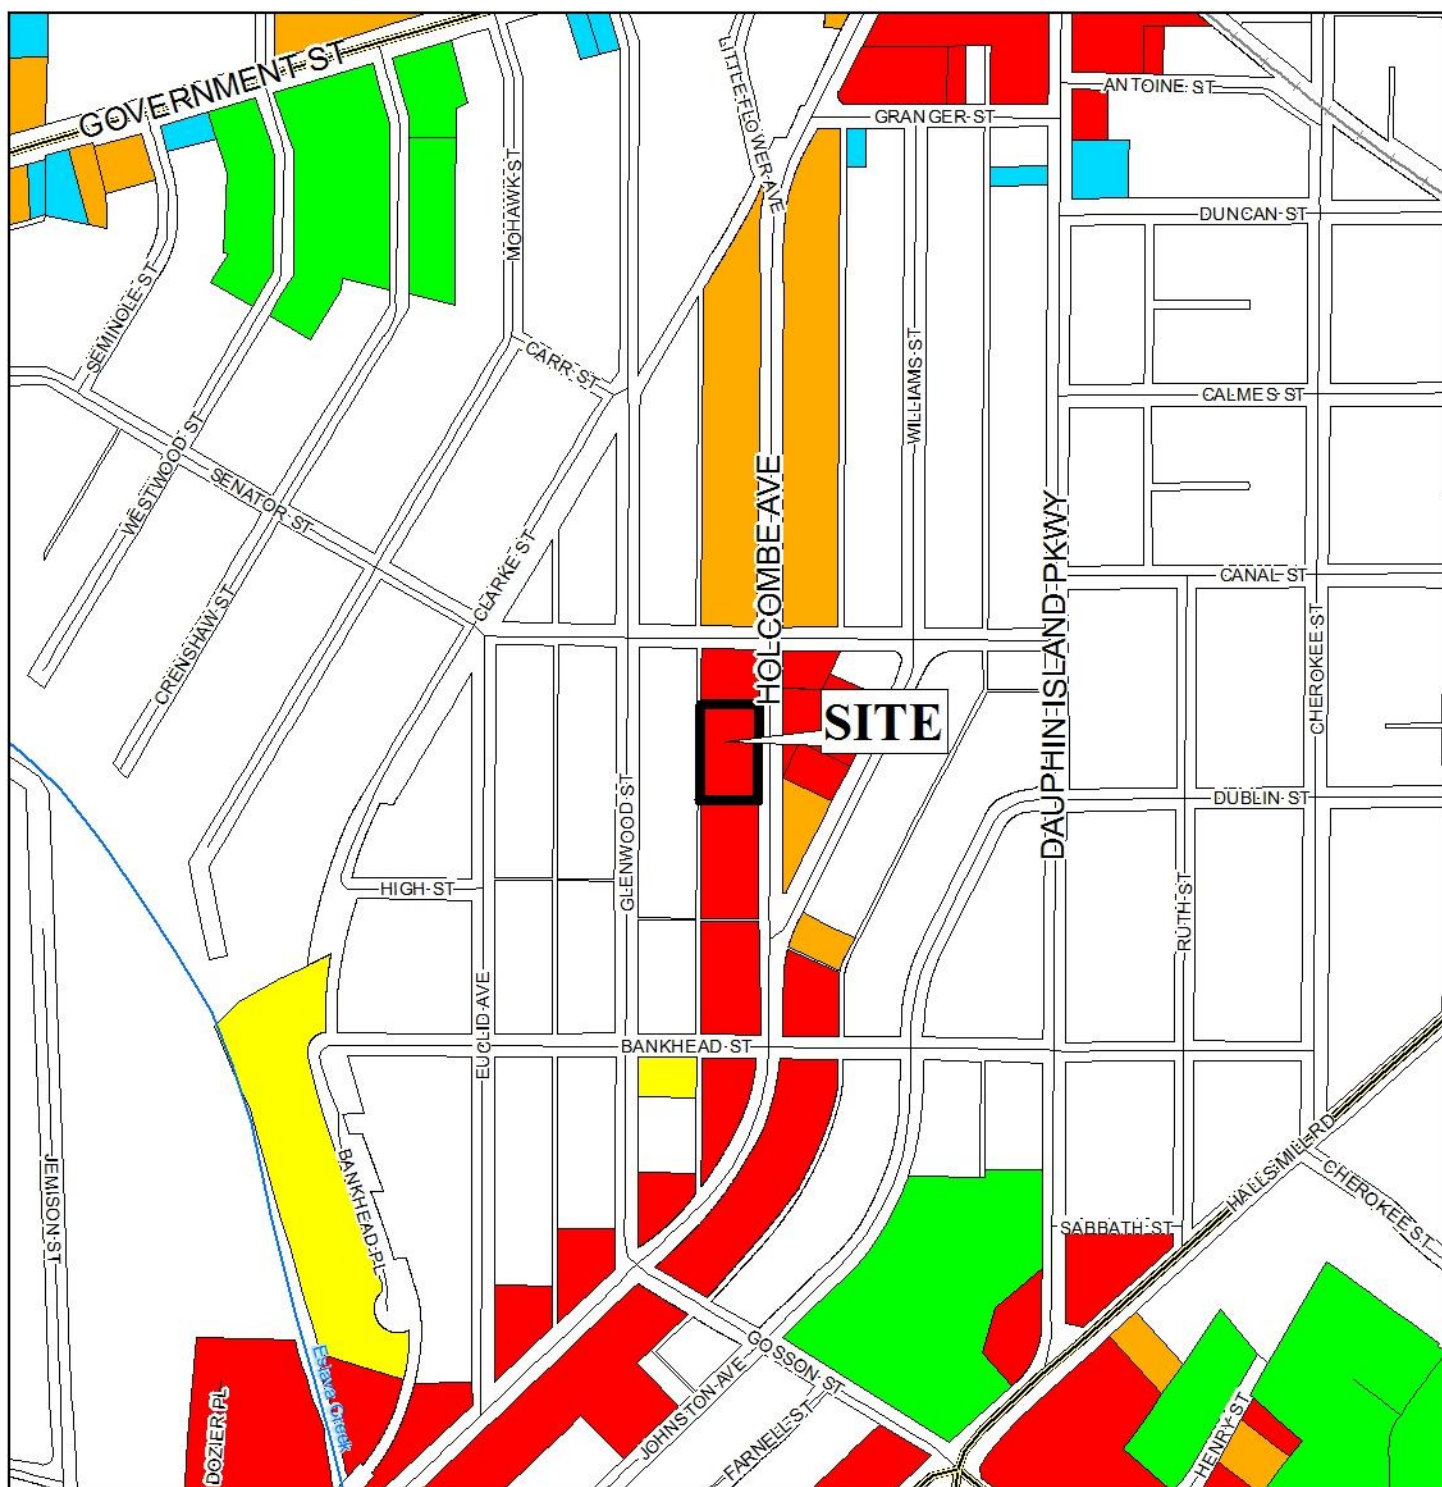 GOVERNMENT ST
LITTLE FLOWER AVE
ANTOINE ST
GRANGER ST
MOHAWK ST
DUNCAN ST
SEMINOLE ST
CARR ST
WILLIAMS ST
CALMES ST
WESTWOOD ST
SENATOR ST
HOLCOMBE AVE
DAUPHIN ISLAND PKWY
CLARKE ST
CANAL ST
CRENSHAW ST
CHEROKEE ST
SITE
GLENWOOD ST
DUBLIN ST
HIGH ST
RUTH ST
EUCLID AVE
BANKHEAD ST
HALLS MILL RD
JEMISON ST
BANKHEAD PL
CHEROKEE ST
SABBATH ST
GOSSON ST
Eslava Creek
JOHNSTON AVE
DOZIER PL
FARNELL ST
HENRY ST